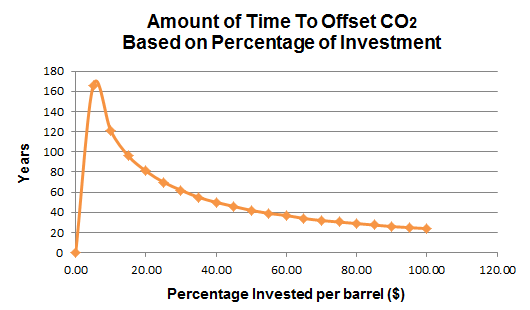 Amount of Time To Offset CO2
Based on Percentage of Investment
180
160
140
120
100
80
60
40
20
0
Years
0.00 20.00 40.00 60.00 80.00 100.00 120.00
Percentage Invested per barrel ($)